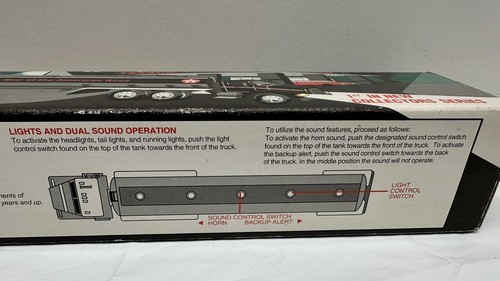 1st IN NEW
COLLECTORS SERIES
LIGHTS AND DUAL SOUND OPERATION
To activate the headlights, tail lights, and running lights, push the light
control switch found on the top of the tank towards the front of the truck.
To utilize the sound features, proceed as follows:
To activate the horn sound, push the designated sound control switch
found on top of the tank towards the front of the truck. To activate
the backup alert, push the sound control switch towards the back
of the truck. In the middle position the sound will not operate.
ments of
years and up.
LIGHT
CONTROL
SWITCH
SOUND CONTROL SWITCH
HORN BACKUP ALERT